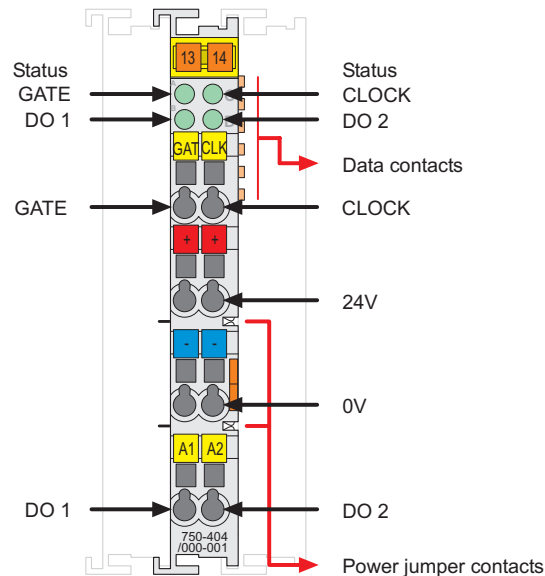 13 14
Status
GATE
DO 1
Status
CLOCK
DO 2
A C
B D
GAT CLK
Data contacts
GATE
CLOCK
+ +
24V
- -
0V
A1 A2
DO 1
DO 2
750-404
/000-001
Power jumper contacts